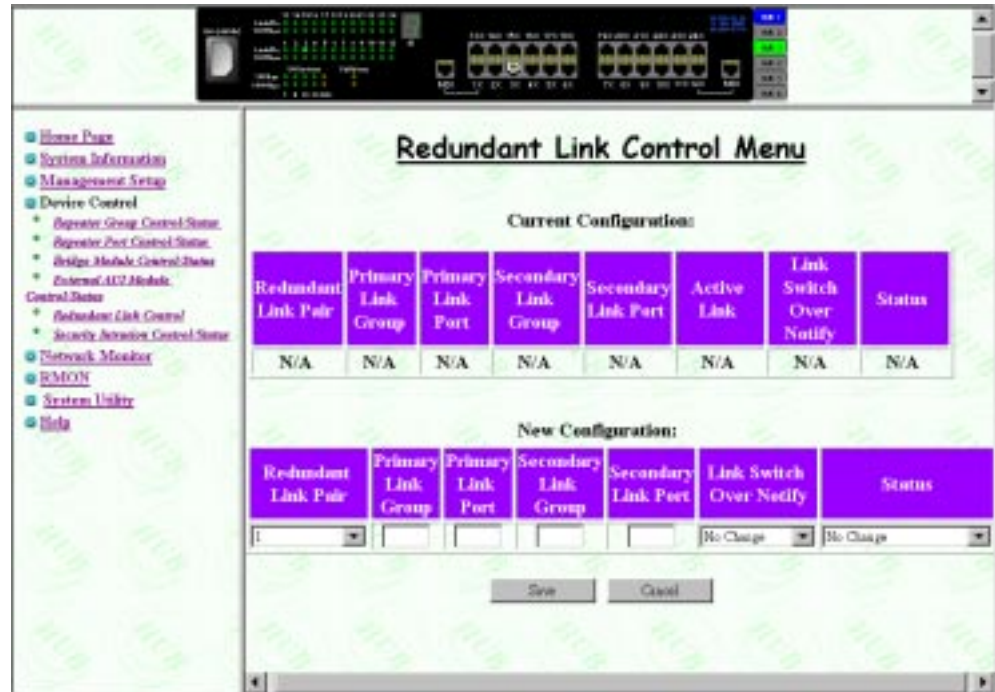 Home Page
System Information
Management Setup
Device Control
Repeater Group Control/Status
Repeater Port Control/Status
Bridge Module Control/Status
External AUI Module
Control/Status
Redundant Link Control
Security Intrusion Control/Status
Network Monitor
RMON
System Utility
Help
Redundant Link Control Menu
Current Configuration:
Redundant Link Pair
Primary Link Group
Primary Link Port
Secondary Link Group
Secondary Link Port
Active Link
Link Switch Over Notify
Status
N/A N/A N/A N/A N/A N/A N/A N/A
New Configuration:
Redundant Link Pair
Primary Link Group
Primary Link Port
Secondary Link Group
Secondary Link Port
Link Switch Over Notify
Status
1
No Change
No Change
Save
Cancel